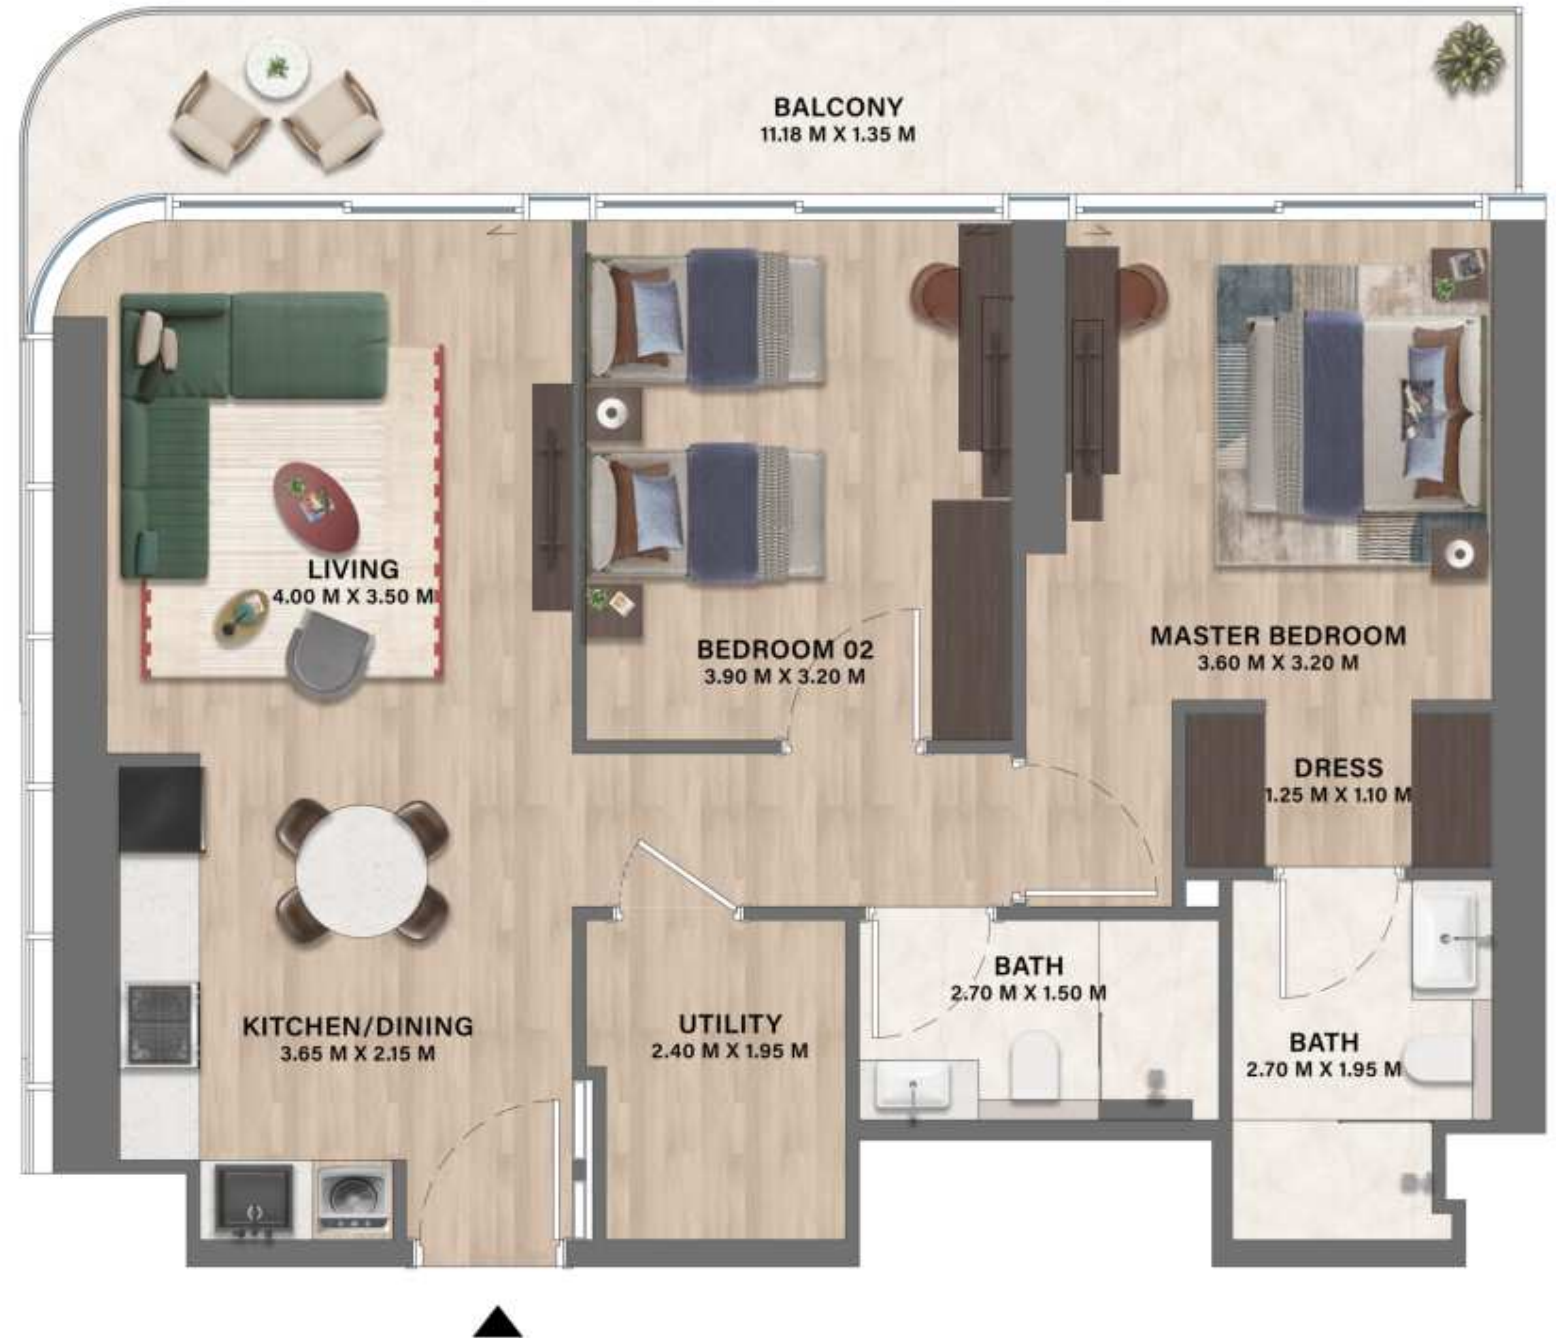 BALCONY
11.18 M X 1.35 M
LIVING
4.00 M X 3.50 M
BEDROOM 02
3.90 M X 3.20 M
MASTER BEDROOM
3.60 M X 3.20 M
DRESS
1.25 M X 1.10 M
KITCHEN/DINING
3.65 M X 2.15 M
UTILITY
2.40 M X 1.95 M
BATH
2.70 M X 1.50 M
BATH
2.70 M X 1.95 M